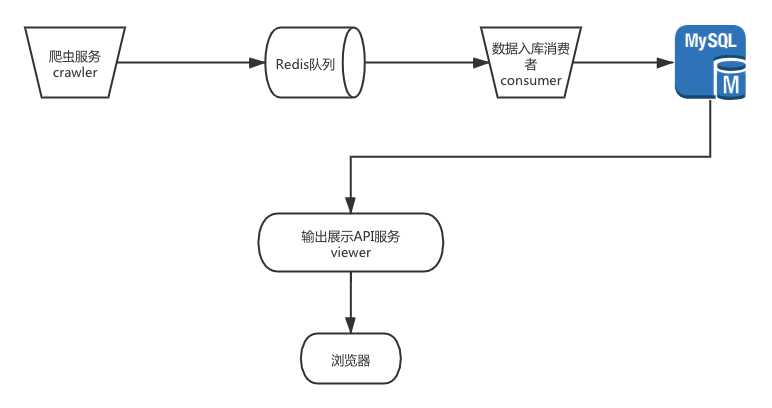 爬虫服务
crawler
Redis队列
数据入库消费
者
consumer
MySQL
M
输出展示API服务
viewer
浏览器